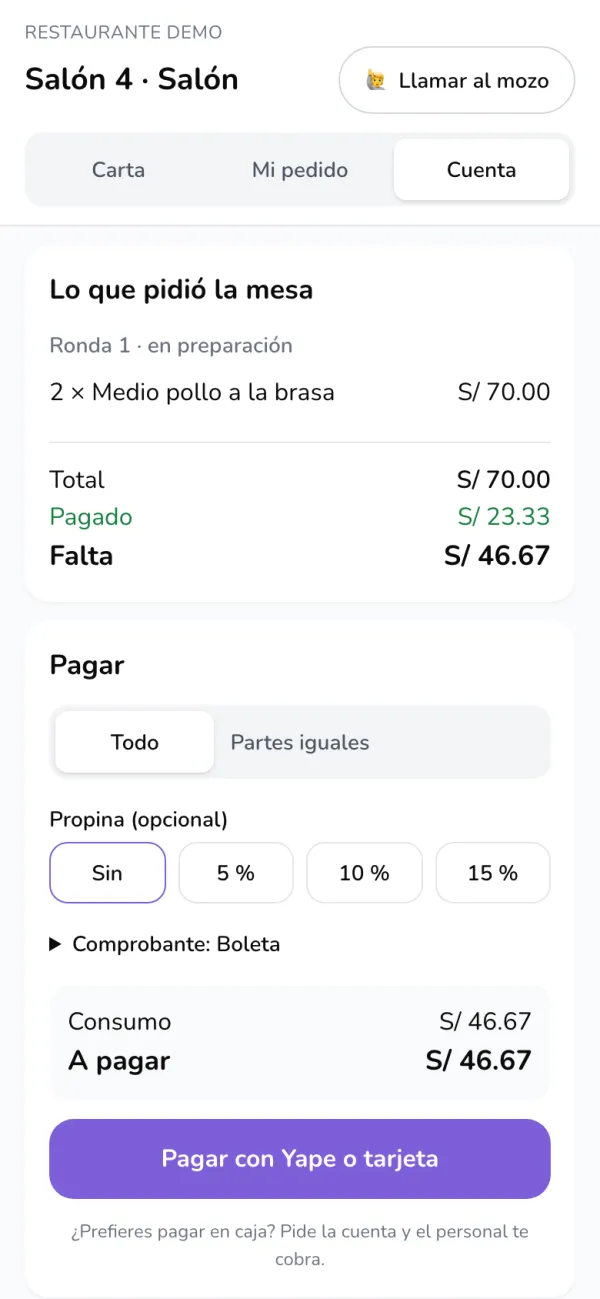 RESTAURANTE DEMO
Salón 4 · Salón
Llamar al mozo
Carta
Mi pedido
Cuenta
Lo que pidió la mesa
Ronda 1 · en preparación
2 × Medio pollo a la brasa S/ 70.00
Total S/ 70.00
Pagado S/ 23.33
Falta S/ 46.67
Pagar
Todo
Partes iguales
Propina (opcional)
Sin
5 %
10 %
15 %
Comprobante: Boleta
Consumo S/ 46.67
A pagar S/ 46.67
Pagar con Yape o tarjeta
¿Prefieres pagar en caja? Pide la cuenta y el personal te
cobra.